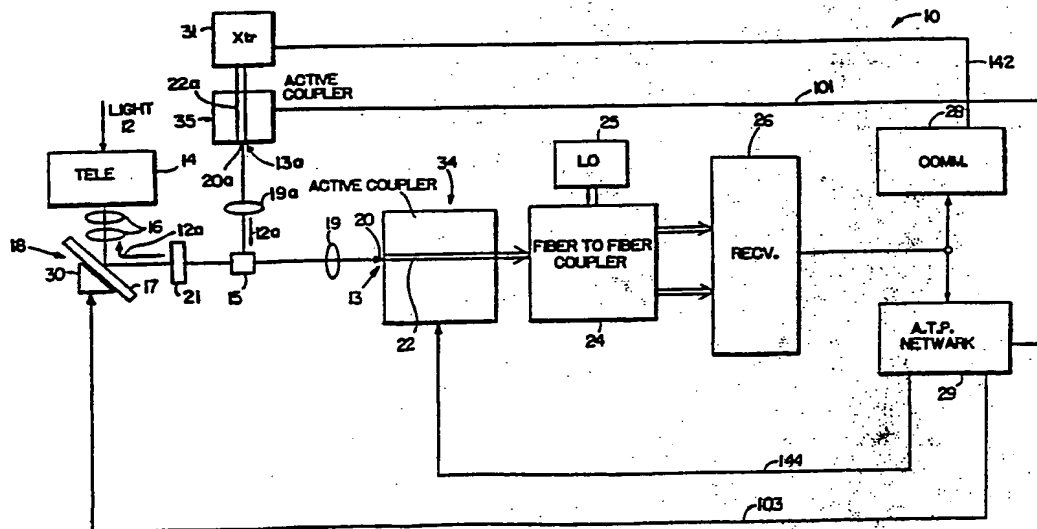 31
Xtr
10
142
22a
ACTIVE
COUPLER
LIGHT
12
35
101
28
25
26
20a
13a
14
TELE
LO
COMM.
19a
ACTIVE COUPLER
34
16
12a
12a
20
19
18
FIBER TO FIBER
COUPLER
RECV.
30
17
21
15
13
22
24
A.T.P.
NETWARK
29
144
103